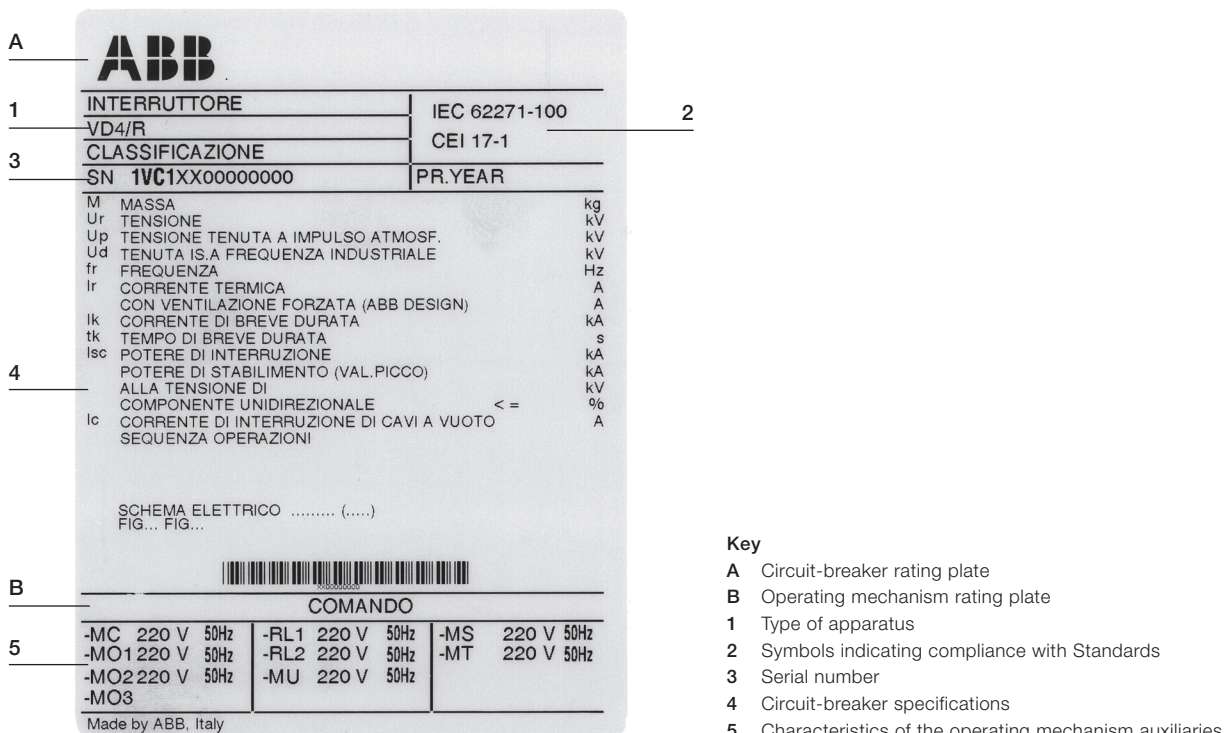 A
ABB
1
INTERRUTTORE
VD4/R
IEC 62271-100
CEI 17-1
2
CLASSIFICAZIONE
3
SN 1VC1XX00000000
PR.YEAR
M MASSA kg
Ur TENSIONE kV
Up TENSIONE TENUTA A IMPULSO ATMOSF. kV
Ud TENUTA IS.A FREQUENZA INDUSTRIALE kV
fr FREQUENZA Hz
Ir CORRENTE TERMICA A
CON VENTILAZIONE FORZATA (ABB DESIGN) A
Ik CORRENTE DI BREVE DURATA kA
tk TEMPO DI BREVE DURATA s
Isc POTERE DI INTERRUZIONE kA
POTERE DI STABILIMENTO (VAL.PICCO) kA
4
ALLA TENSIONE DI kV
COMPONENTE UNIDIREZIONALE < = %
Ic CORRENTE DI INTERRUZIONE DI CAVI A VUOTO A
SEQUENZA OPERAZIONI
SCHEMA ELETTRICO ......... (.....)
FIG... FIG...
XX00000000
B
COMANDO
5
-MC 220 V 50Hz -RL1 220 V 50Hz -MS 220 V 50Hz
-MO1 220 V 50Hz -RL2 220 V 50Hz -MT 220 V 50Hz
-MO2 220 V 50Hz -MU 220 V 50Hz
-MO3
Made by ABB, Italy
Key
A Circuit-breaker rating plate
B Operating mechanism rating plate
1 Type of apparatus
2 Symbols indicating compliance with Standards
3 Serial number
4 Circuit-breaker specifications
5 Characteristics of the operating mechanism auxiliaries